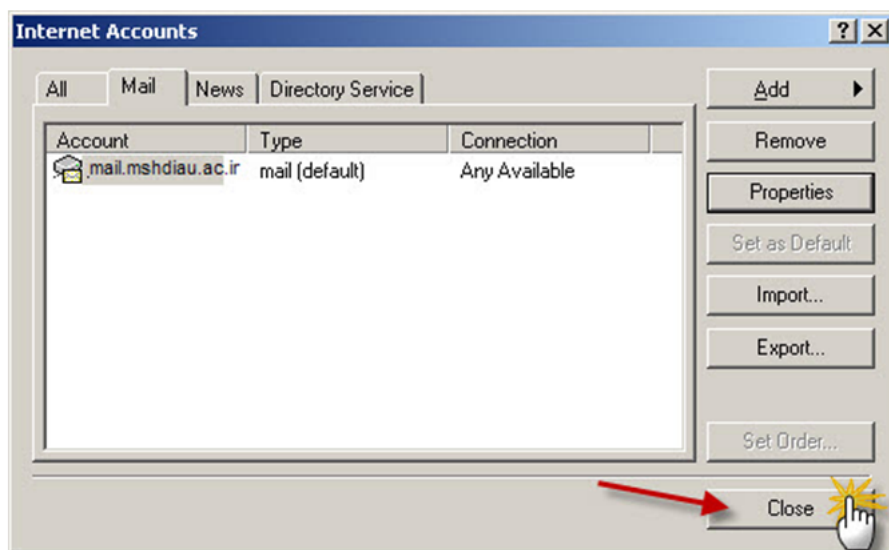 Internet Accounts
All Mail News Directory Service
Add
Account Type Connection
Remove
mail.mshdiau.ac.ir mail (default) Any Available
Properties
Set as Default
Import...
Export...
Set Order...
Close